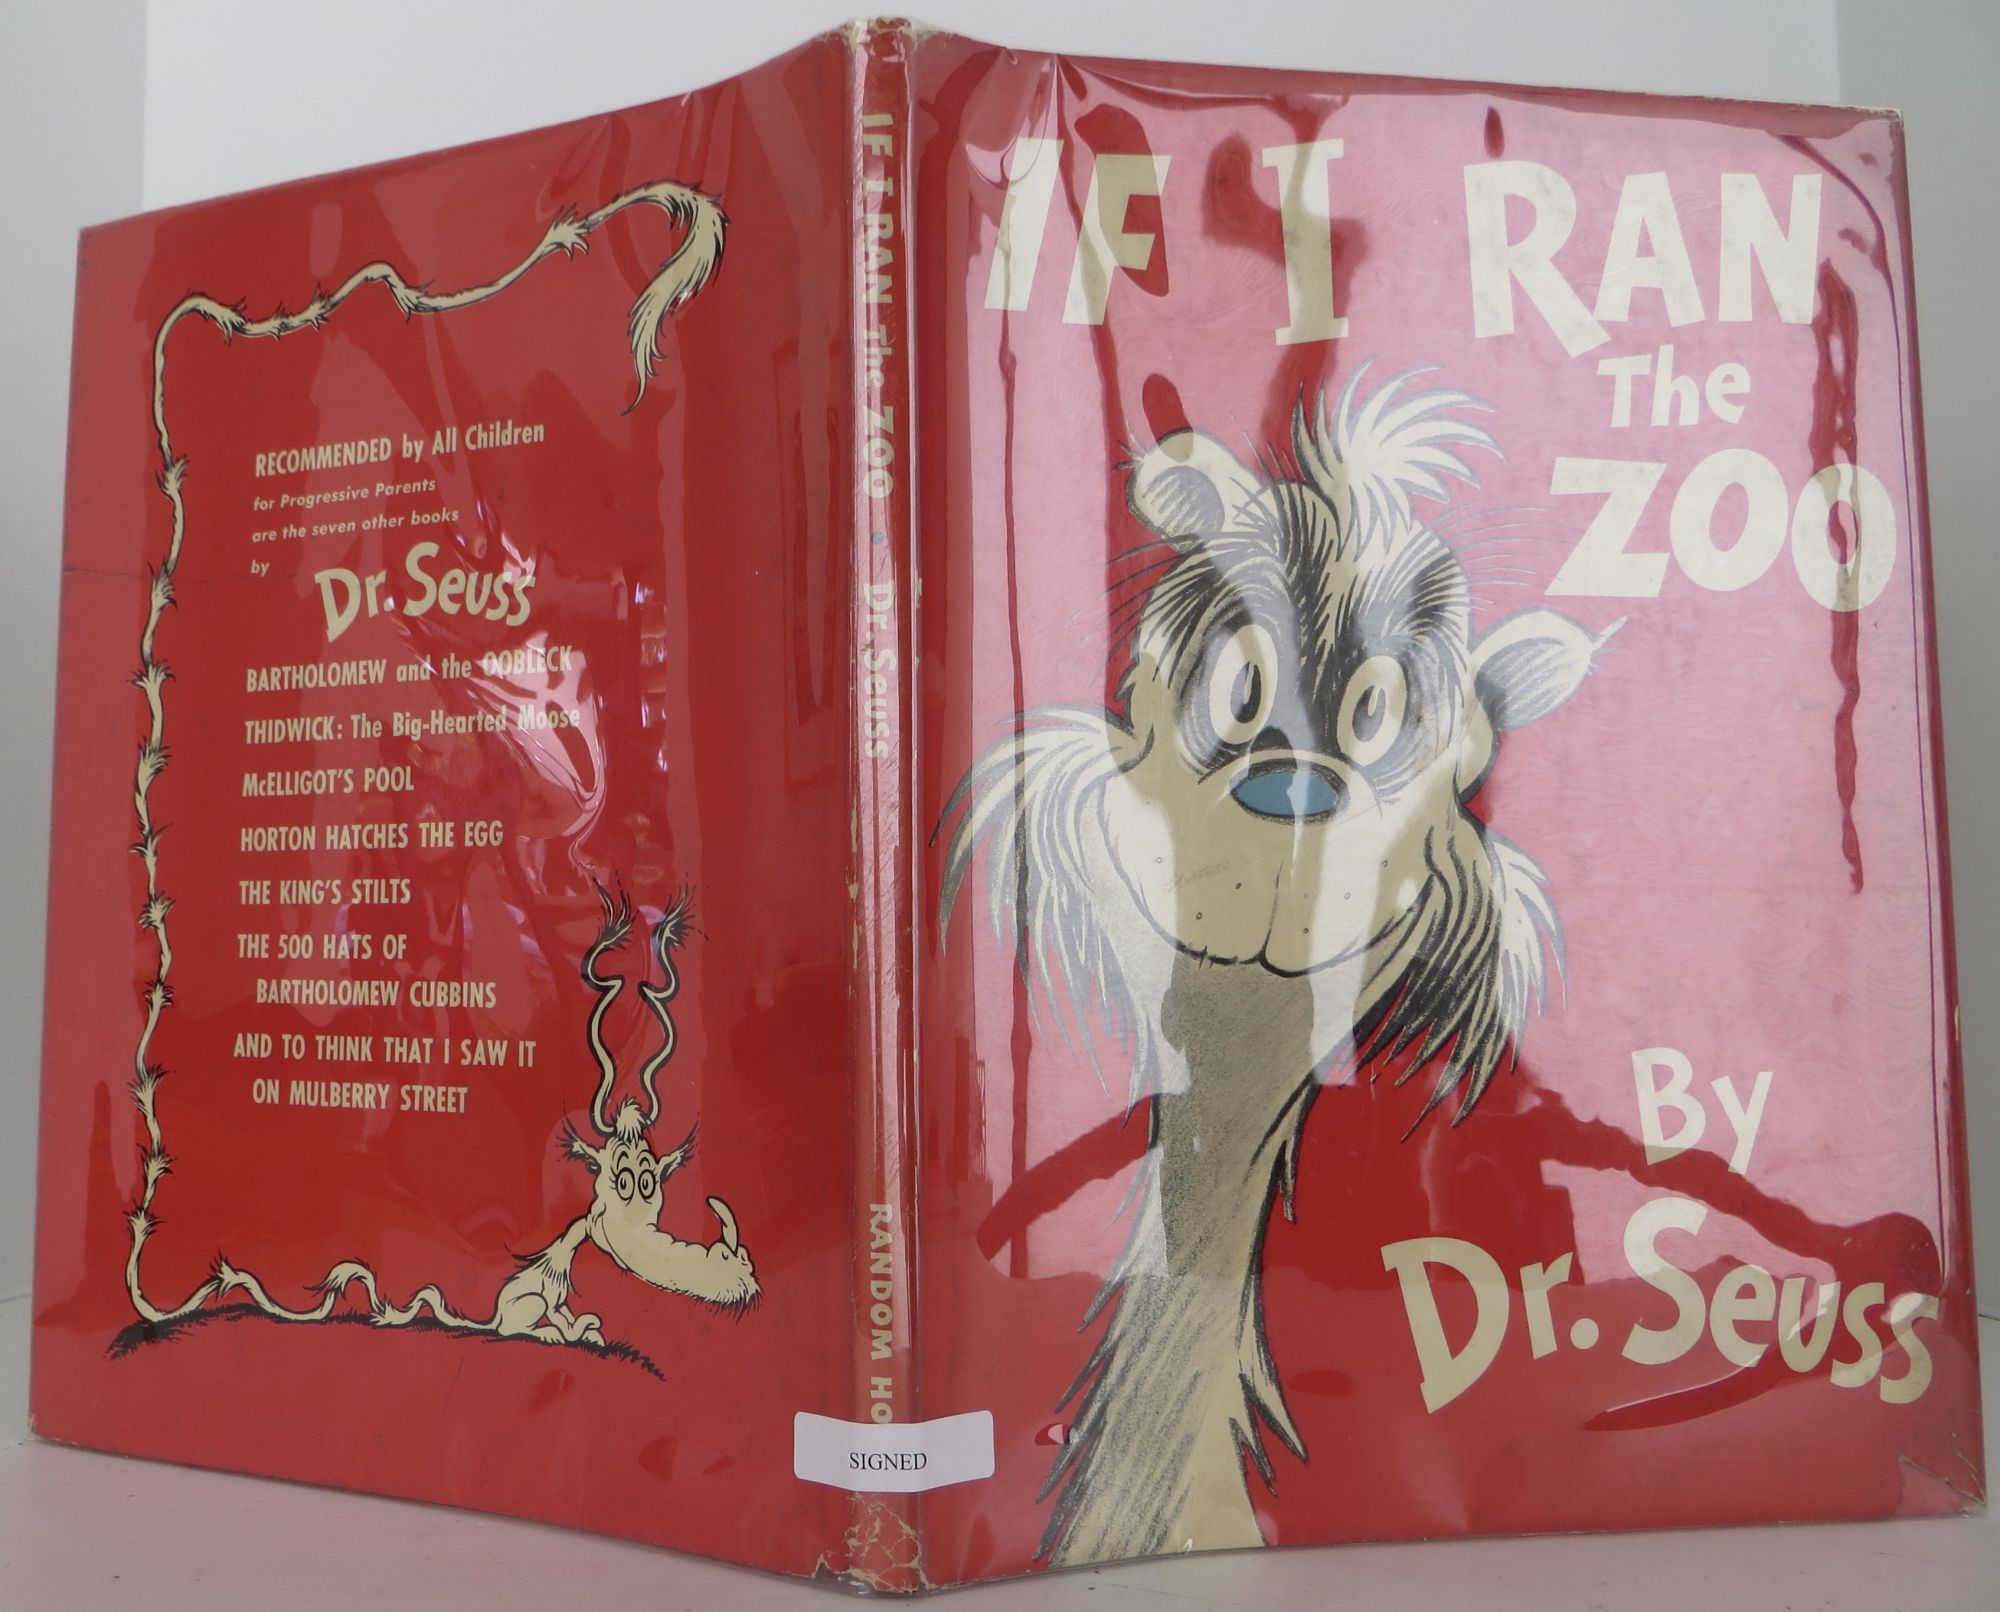 RECOMMENDED by All Children
for Progressive Parents
are the seven other books
by
Dr. Seuss
BARTHOLOMEW and the OOBLECK
THIDWICK: The Big-Hearted Moose
McELLIGOT'S POOL
HORTON HATCHES THE EGG
THE KING'S STILTS
THE 500 HATS OF
BARTHOLOMEW CUBBINS
AND TO THINK THAT I SAW IT
ON MULBERRY STREET
IF I RAN The ZOO • Dr. Seuss RANDOM HO
SIGNED
IF I RAN
The
ZOO
By
Dr. Seuss